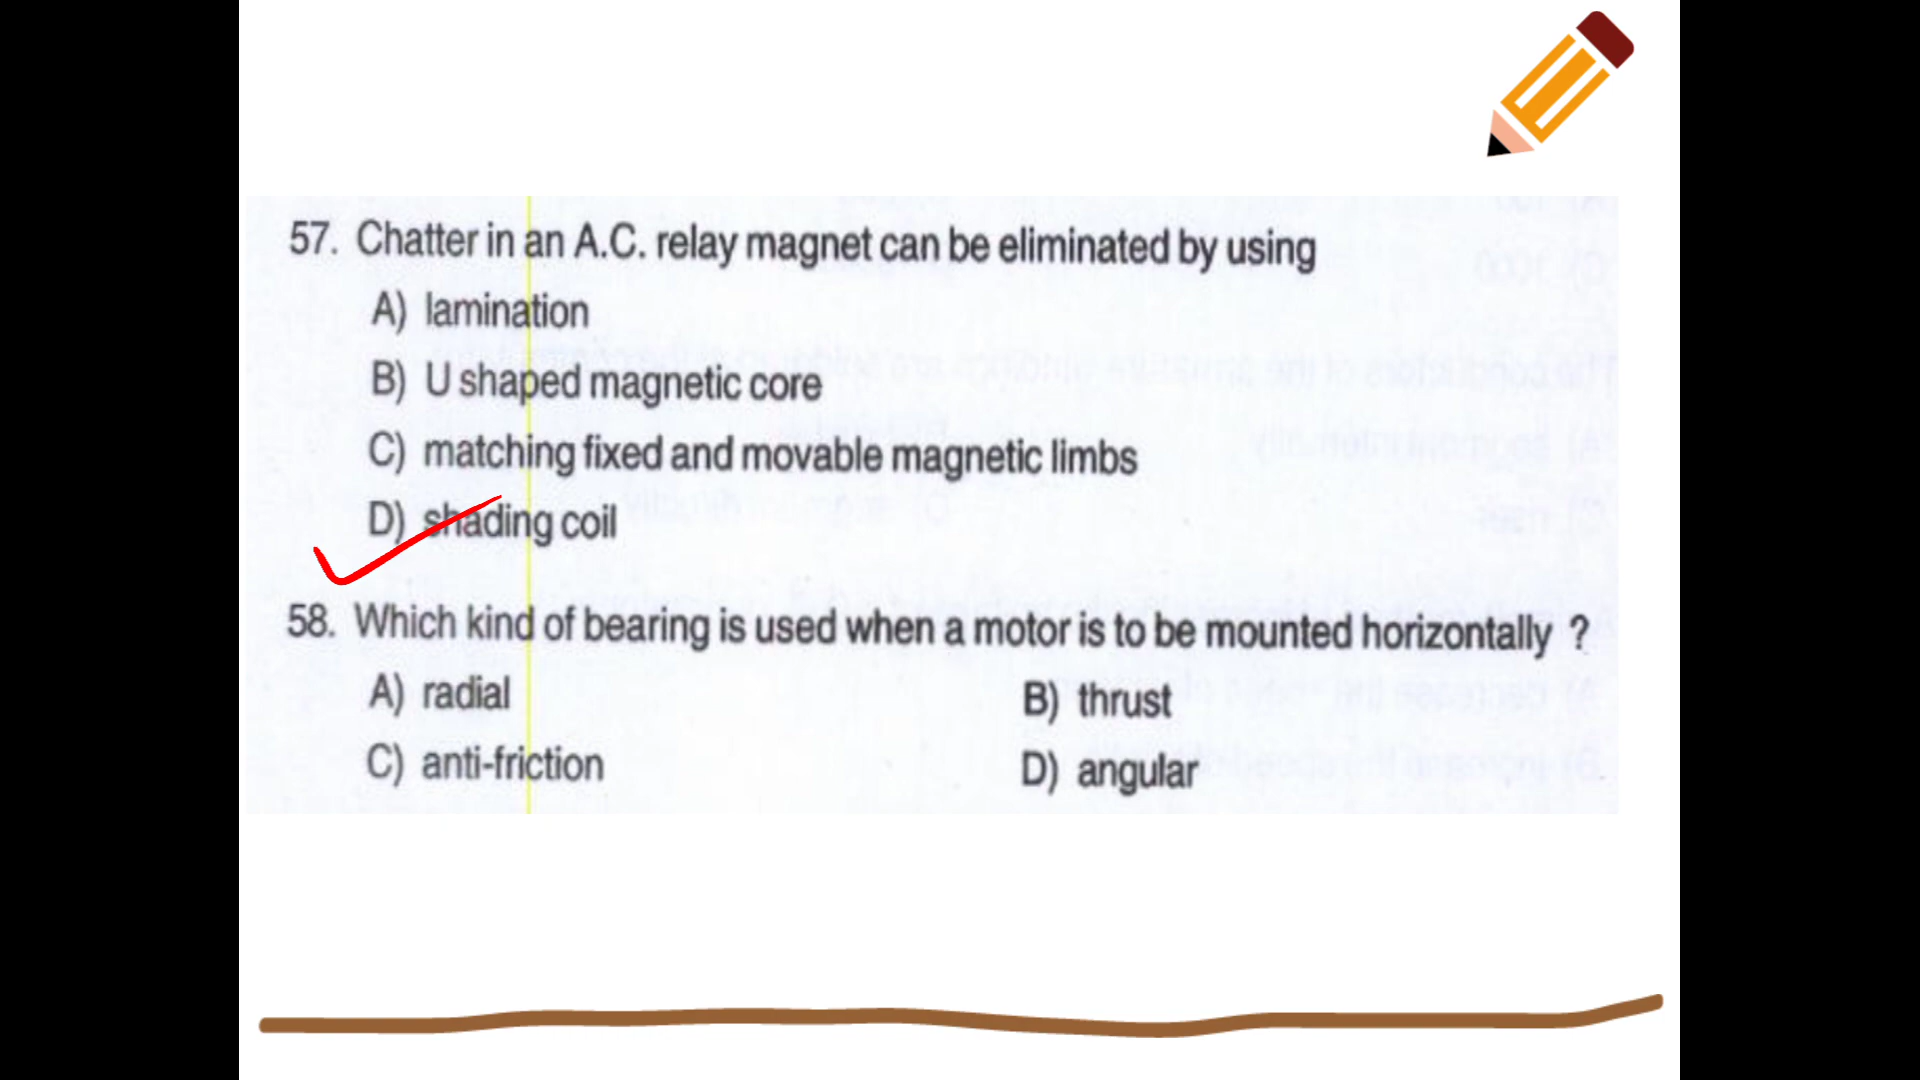 57. Chatter in an A.C. relay magnet can be eliminated by using
A) lamination
B) U shaped magnetic core
C) matching fixed and movable magnetic limbs
D) shading coil
58. Which kind of bearing is used when a motor is to be mounted horizontally ?
A) radial B) thrust
C) anti-friction D) angular